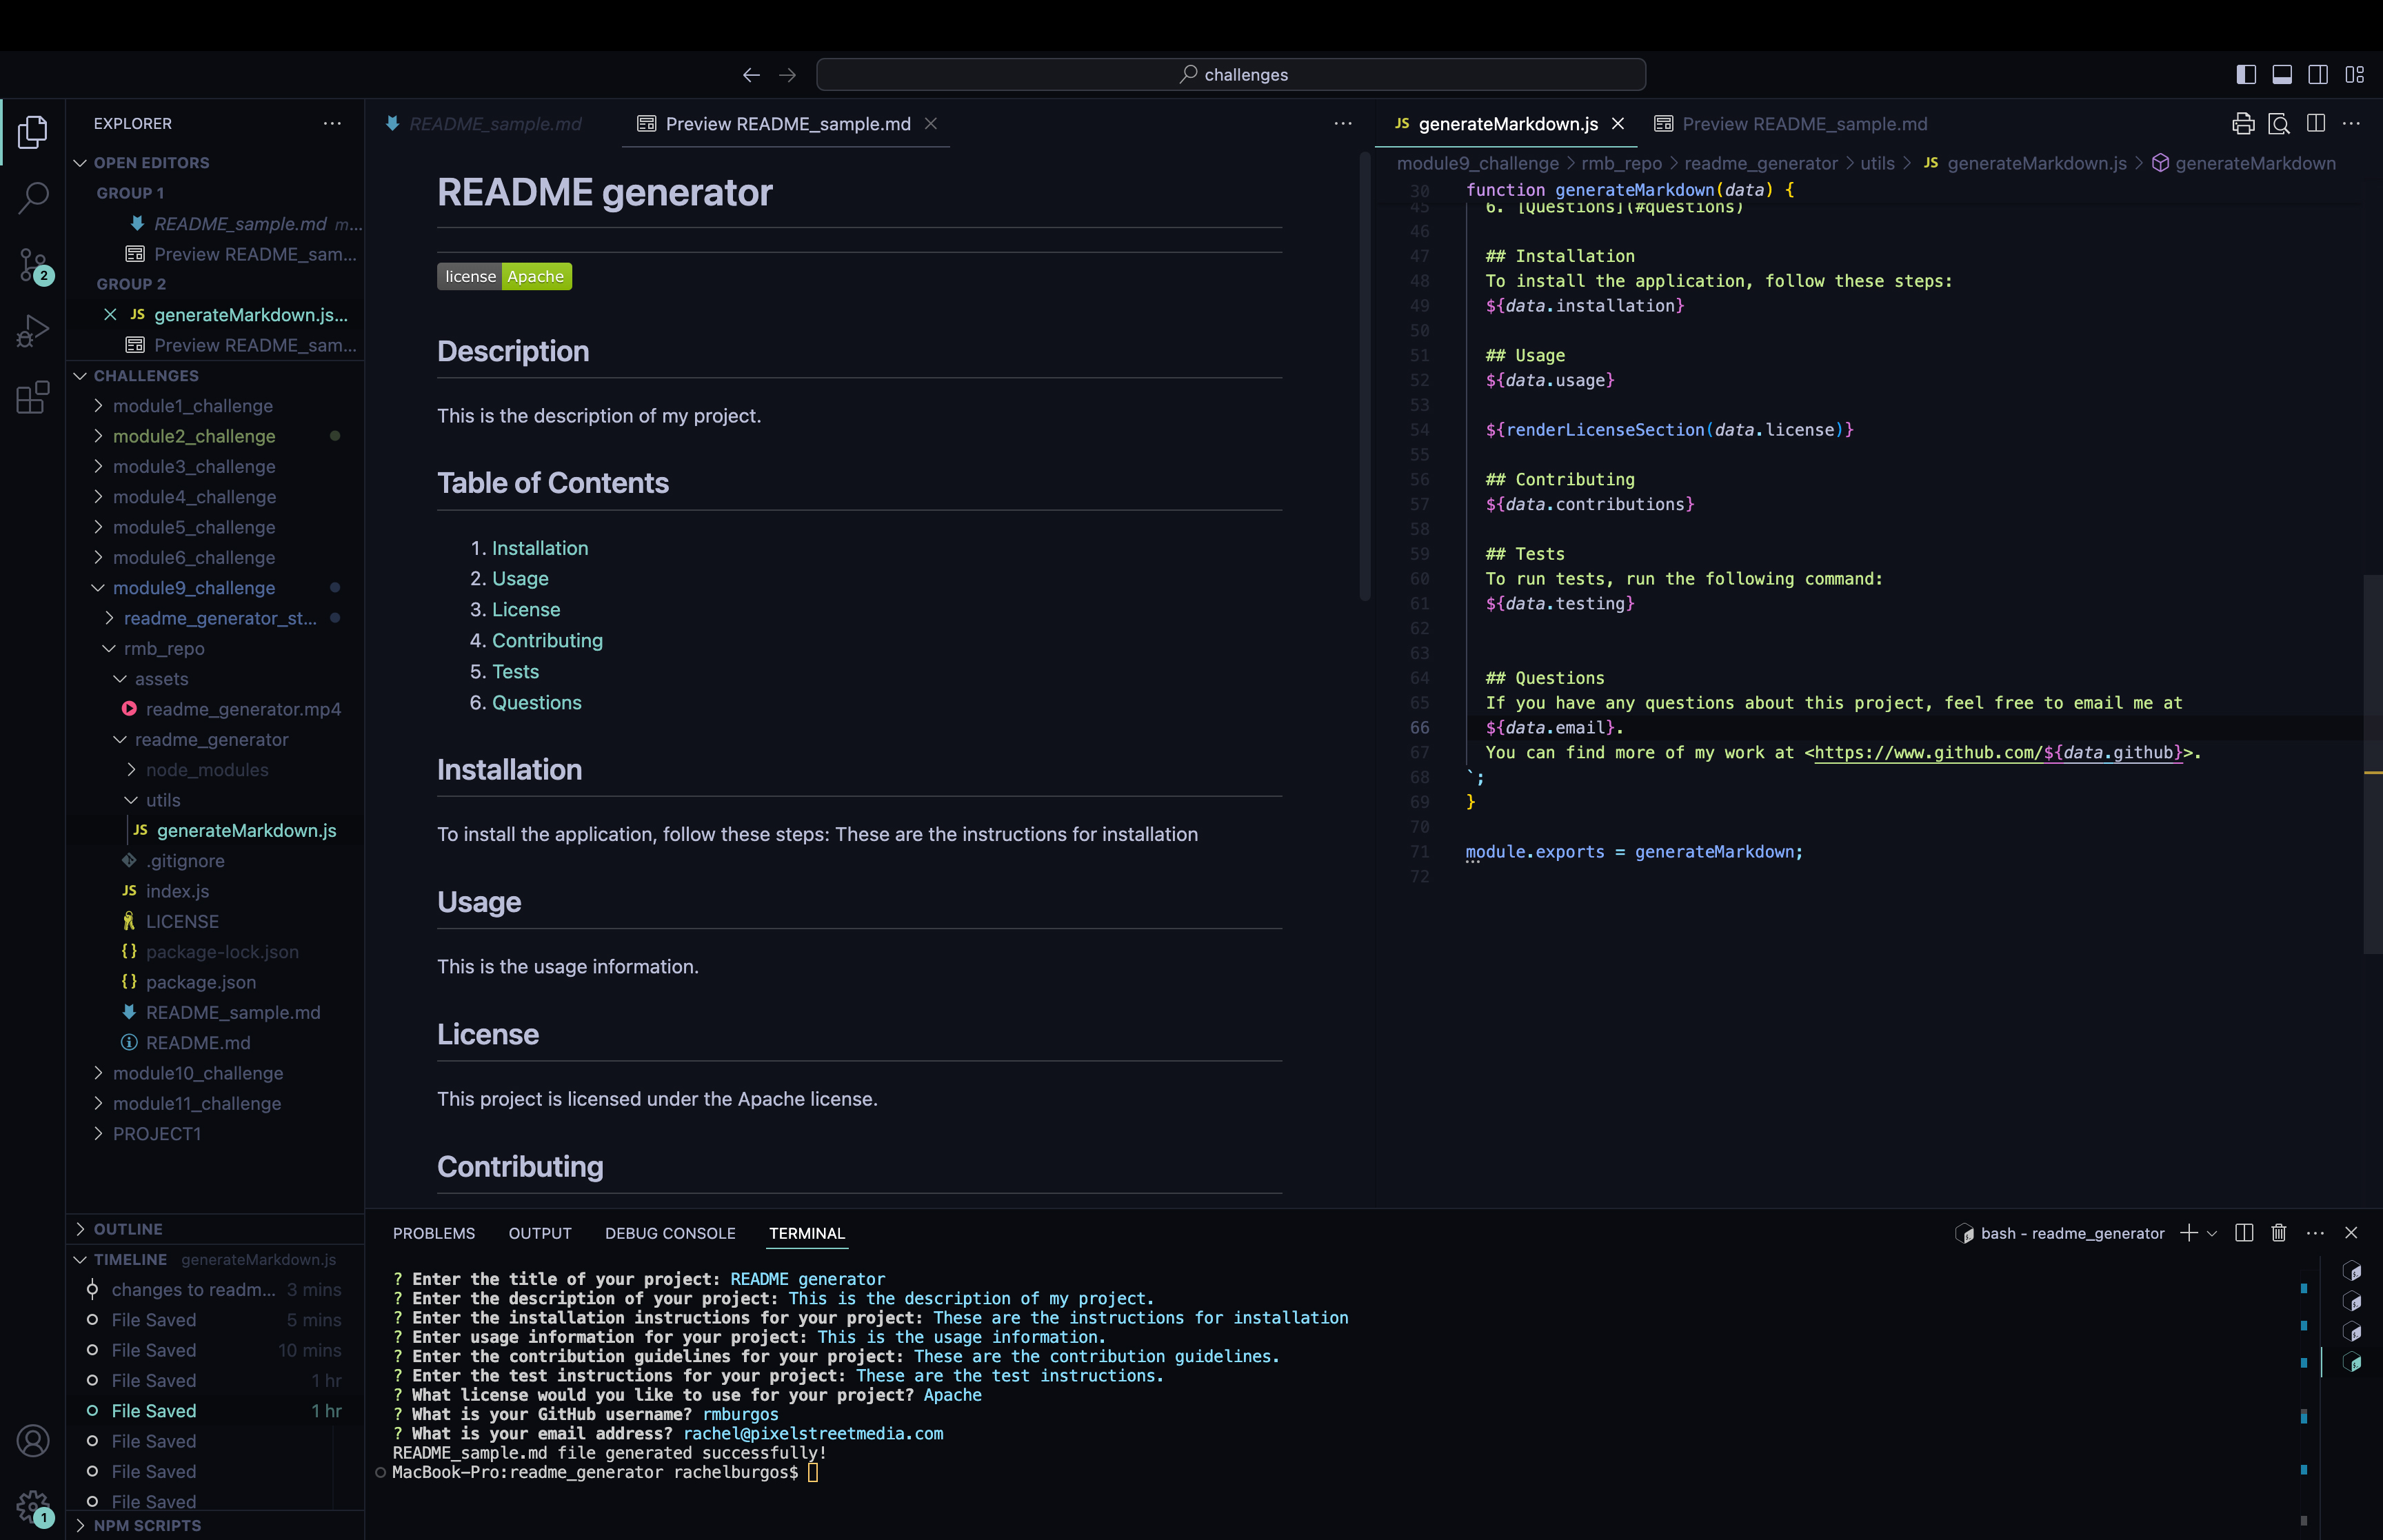 challenges
EXPLORER
OPEN EDITORS
GROUP 1
README_sample.md m...
Preview README_sam...
GROUP 2
JS generateMarkdown.js...
Preview README_sam...
CHALLENGES
module1_challenge
module2_challenge
module3_challenge
module4_challenge
module5_challenge
module6_challenge
module9_challenge
readme_generator_st...
rmb_repo
assets
readme_generator.mp4
readme_generator
node_modules
utils
JS generateMarkdown.js
.gitignore
JS index.js
LICENSE
{} package-lock.json
{} package.json
README_sample.md
README.md
module10_challenge
module11_challenge
PROJECT1
OUTLINE
TIMELINE generateMarkdown.js
changes to readm... 3 mins
File Saved 5 mins
File Saved 10 mins
File Saved 1 hr
File Saved 1 hr
File Saved
File Saved
File Saved
NPM SCRIPTS
2
1
README_sample.md
Preview README_sample.md
README generator
license Apache
Description
This is the description of my project.
Table of Contents
1. Installation
2. Usage
3. License
4. Contributing
5. Tests
6. Questions
Installation
To install the application, follow these steps: These are the instructions for installation
Usage
This is the usage information.
License
This project is licensed under the Apache license.
Contributing
JS generateMarkdown.js
Preview README_sample.md
module9_challenge > rmb_repo > readme_generator > utils > JS generateMarkdown.js > generateMarkdown
30 function generateMarkdown(data) {
45 6. [Questions](#questions)
46
47 ## Installation
48 To install the application, follow these steps:
49 ${data.installation}
50
51 ## Usage
52 ${data.usage}
53
54 ${renderLicenseSection(data.license)}
55
56 ## Contributing
57 ${data.contributions}
58
59 ## Tests
60 To run tests, run the following command:
61 ${data.testing}
62
63
64 ## Questions
65 If you have any questions about this project, feel free to email me at
66 ${data.email}.
67 You can find more of my work at <https://www.github.com/${data.github}>.
68 `;
69 }
70
71 module.exports = generateMarkdown;
72
PROBLEMS OUTPUT DEBUG CONSOLE TERMINAL
bash - readme_generator
? Enter the title of your project: README generator
? Enter the description of your project: This is the description of my project.
? Enter the installation instructions for your project: These are the instructions for installation
? Enter usage information for your project: This is the usage information.
? Enter the contribution guidelines for your project: These are the contribution guidelines.
? Enter the test instructions for your project: These are the test instructions.
? What license would you like to use for your project? Apache
? What is your GitHub username? rmburgos
? What is your email address? rachel@pixelstreetmedia.com
README_sample.md file generated successfully!
MacBook-Pro:readme_generator rachelburgos$